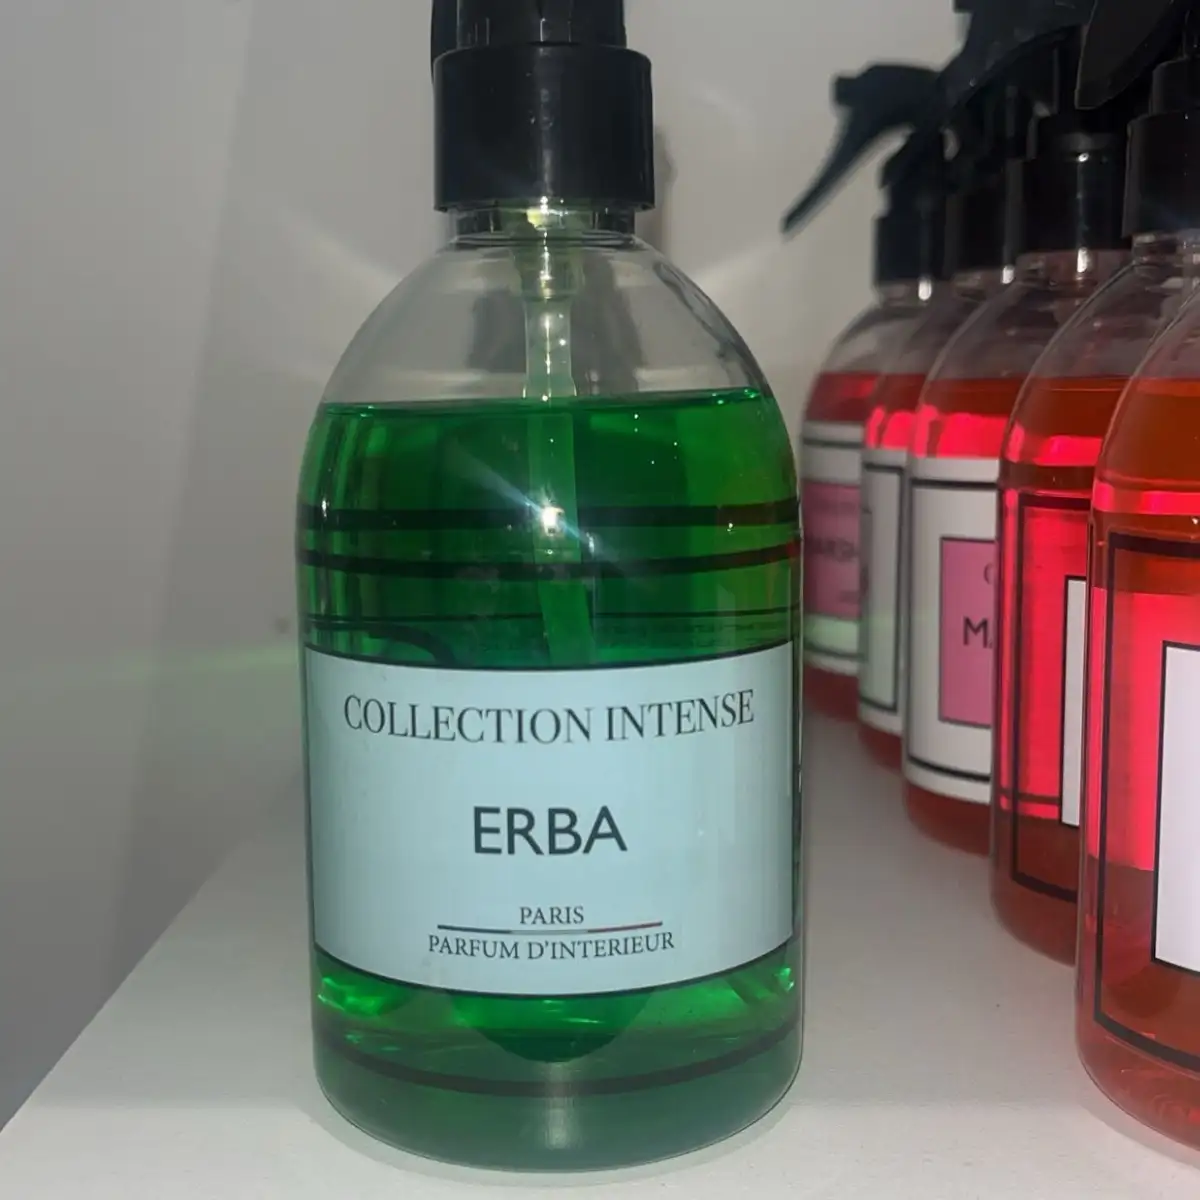 COLLECTION INTENSE
ERBA
PARIS
PARFUM D'INTERIEUR